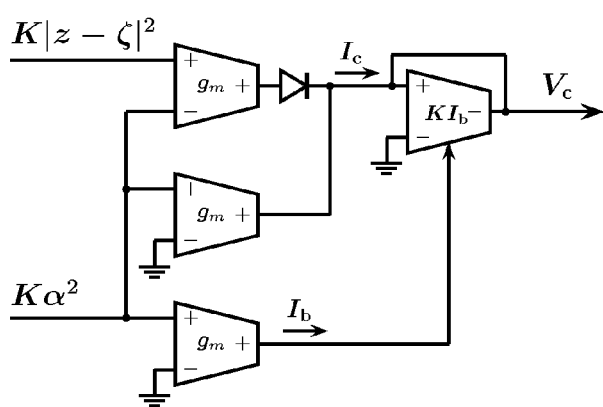 K|z − ζ|²
+
g_m +
−
I_c
+
KI_b −
−
V_c
|
g_m +
−
Kα²
+
g_m +
−
I_b